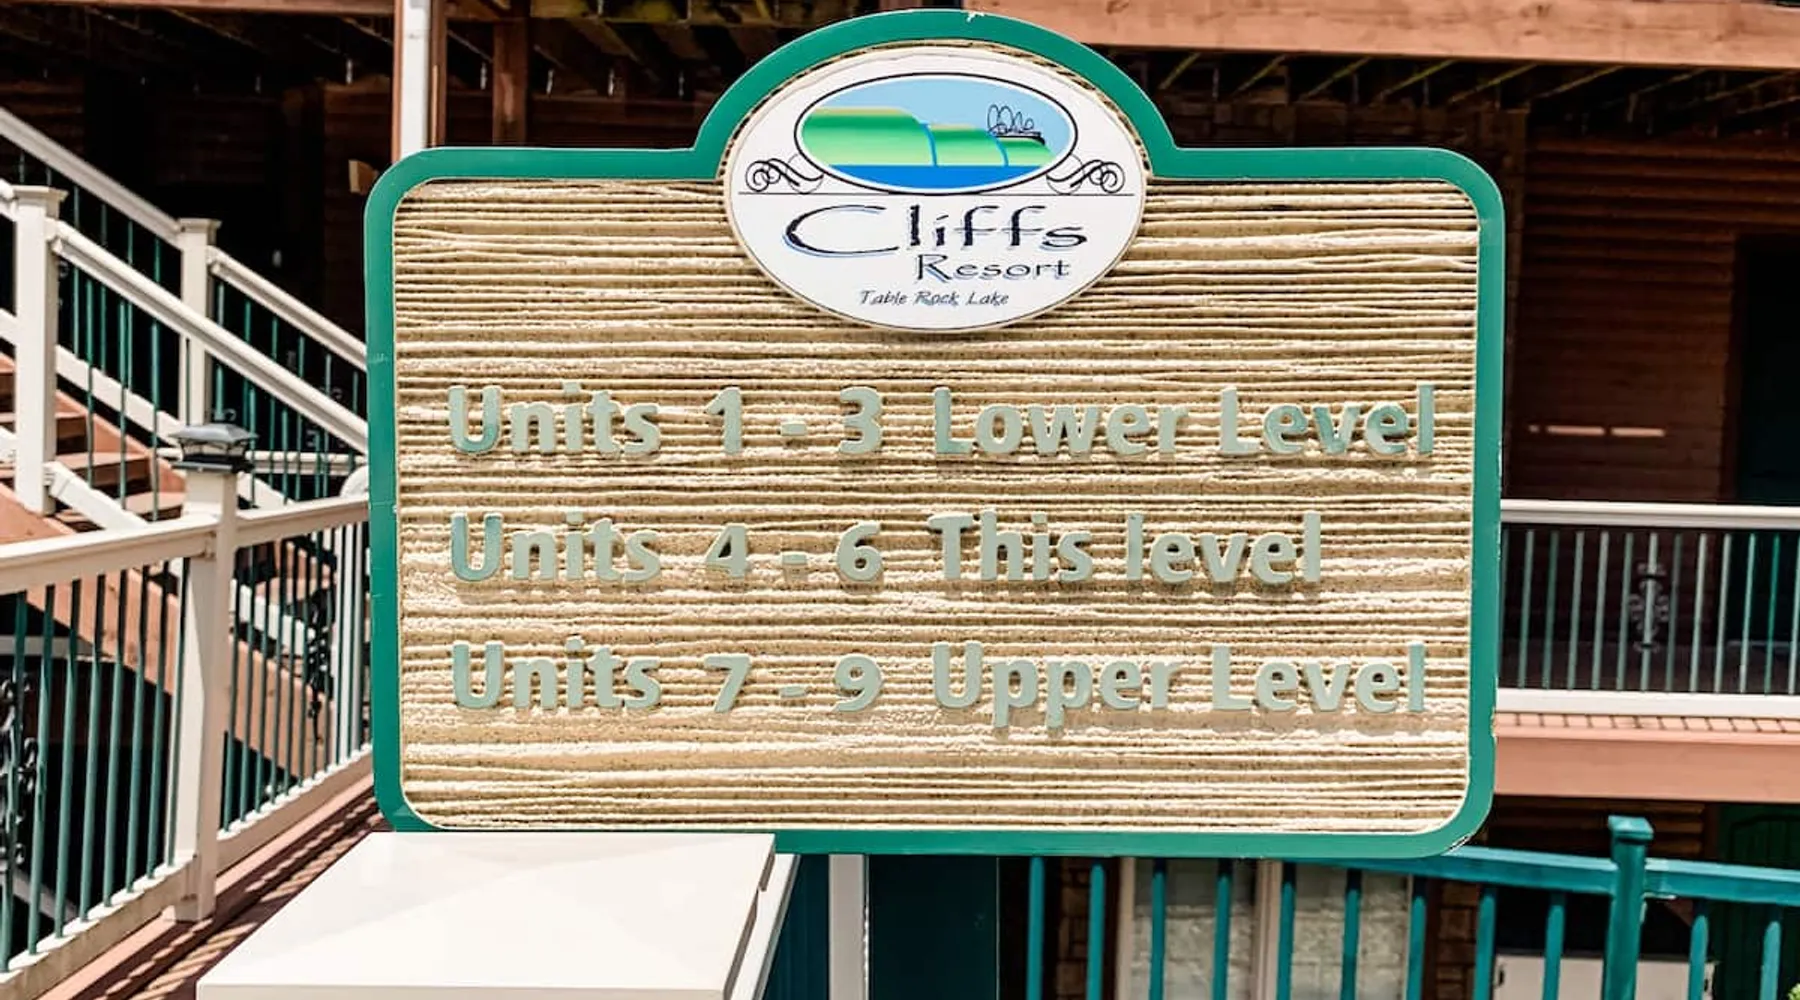 Cliffs
Resort
Table Rock Lake
Units 1 - 3 Lower Level
Units 4 - 6 This level
Units 7 - 9 Upper Level